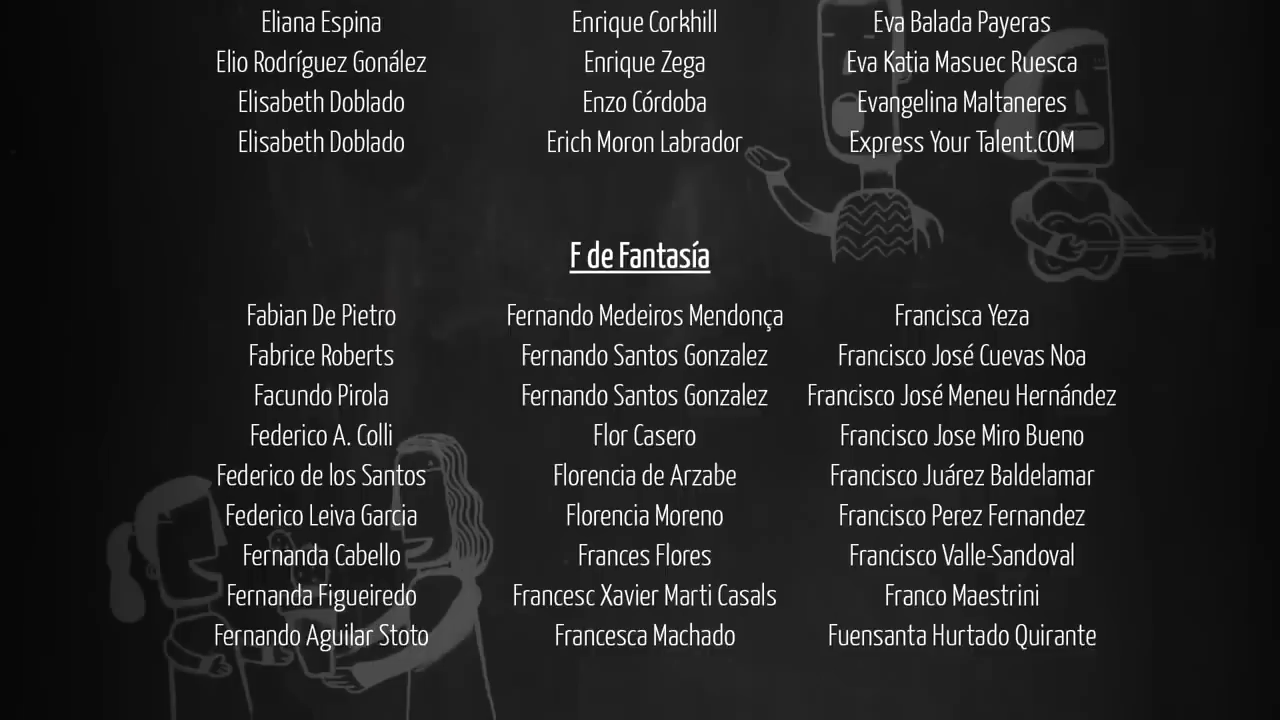 Eliana Espina
Elio Rodríguez Gonález
Elisabeth Doblado
Elisabeth Doblado
Enrique Corkhill
Enrique Zega
Enzo Córdoba
Erich Moron Labrador
Eva Balada Payeras
Eva Katia Masuec Ruesca
Evangelina Maltaneres
Express Your Talent.COM
F de Fantasía
Fabian De Pietro
Fabrice Roberts
Facundo Pirola
Federico A. Colli
Federico de los Santos
Federico Leiva Garcia
Fernanda Cabello
Fernanda Figueiredo
Fernando Aguilar Stoto
Fernando Medeiros Mendonça
Fernando Santos Gonzalez
Fernando Santos Gonzalez
Flor Casero
Florencia de Arzabe
Florencia Moreno
Frances Flores
Francesc Xavier Marti Casals
Francesca Machado
Francisca Yeza
Francisco José Cuevas Noa
Francisco José Meneu Hernández
Francisco Jose Miro Bueno
Francisco Juárez Baldelamar
Francisco Perez Fernandez
Francisco Valle-Sandoval
Franco Maestrini
Fuensanta Hurtado Quirante